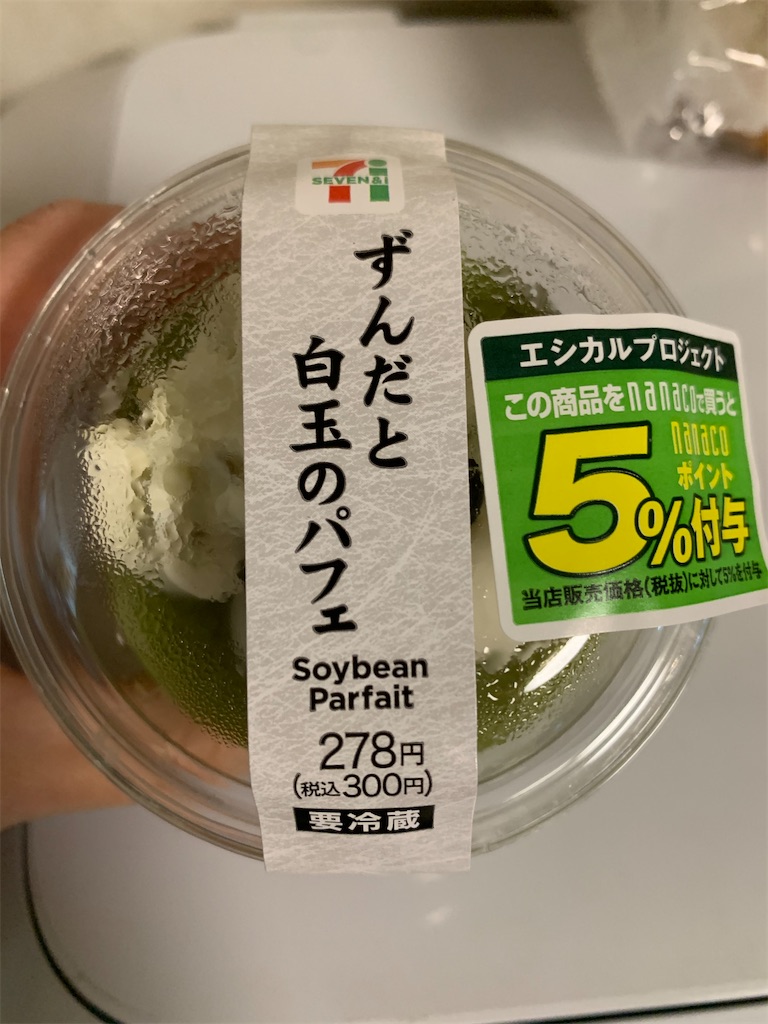 SEVEN&i
ずんだと
白玉のパフェ
Soybean
Parfait
278円
(税込300円)
要冷蔵
エシカルプロジェクト
この商品をnanacoで買うと
nanaco
ポイント
5%付与
当店販売価格(税抜)に対して5%を付与